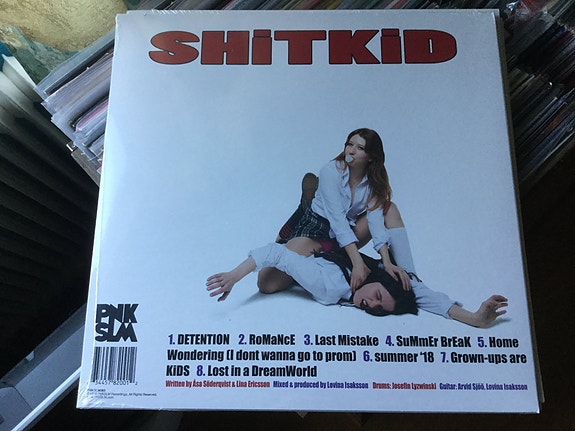 SHiTKiD
PNK
SLM
1. DETENTION 2. RoMaNcE 3. Last Mistake 4. SuMmEr BrEaK 5. Home
Wondering (I dont wanna go to prom) 6. summer '18 7. Grown-ups are
KiDS 8. Lost in a DreamWorld
Written by Åsa Söderqvist & Lina Ericsson Mixed & produced by Lovina Isaksson Drums: Josefin Lyzwinski Guitar: Arvid Sjöö, Lovina Isaksson